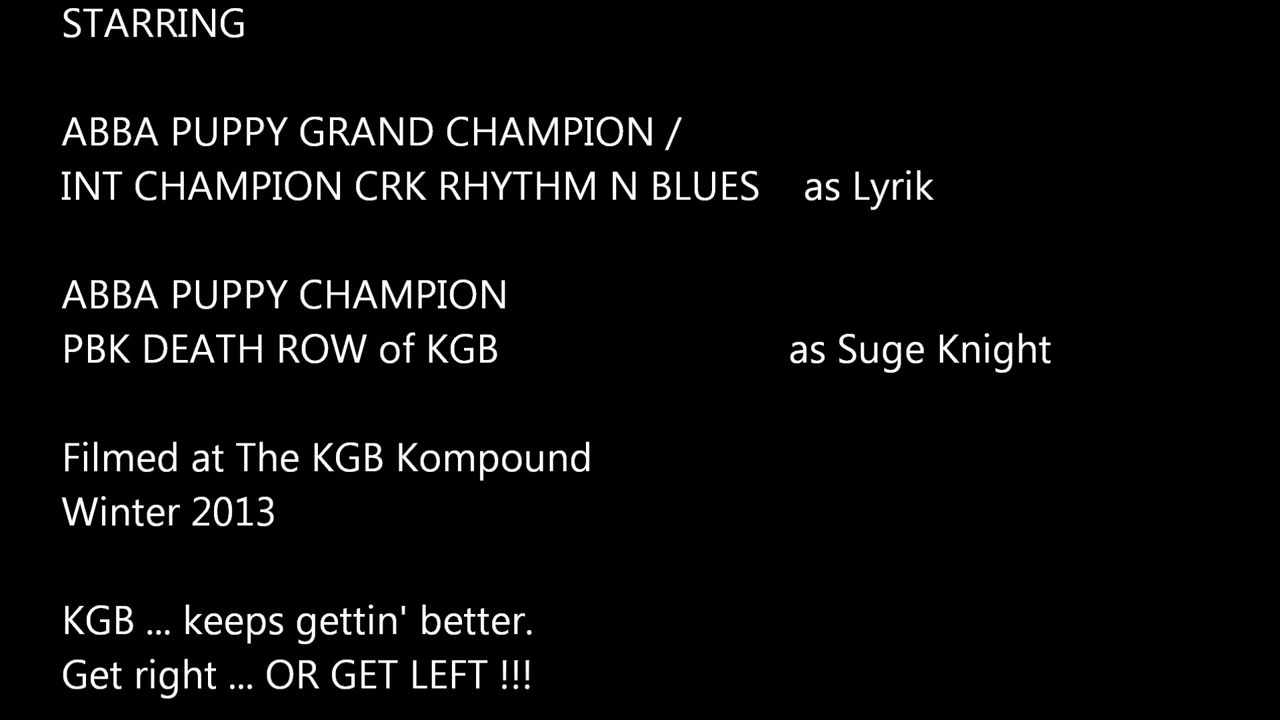 STARRING
ABBA PUPPY GRAND CHAMPION /
INT CHAMPION CRK RHYTHM N BLUES as Lyrik
ABBA PUPPY CHAMPION
PBK DEATH ROW of KGB as Suge Knight
Filmed at The KGB Kompound
Winter 2013
KGB ... keeps gettin' better.
Get right ... OR GET LEFT !!!